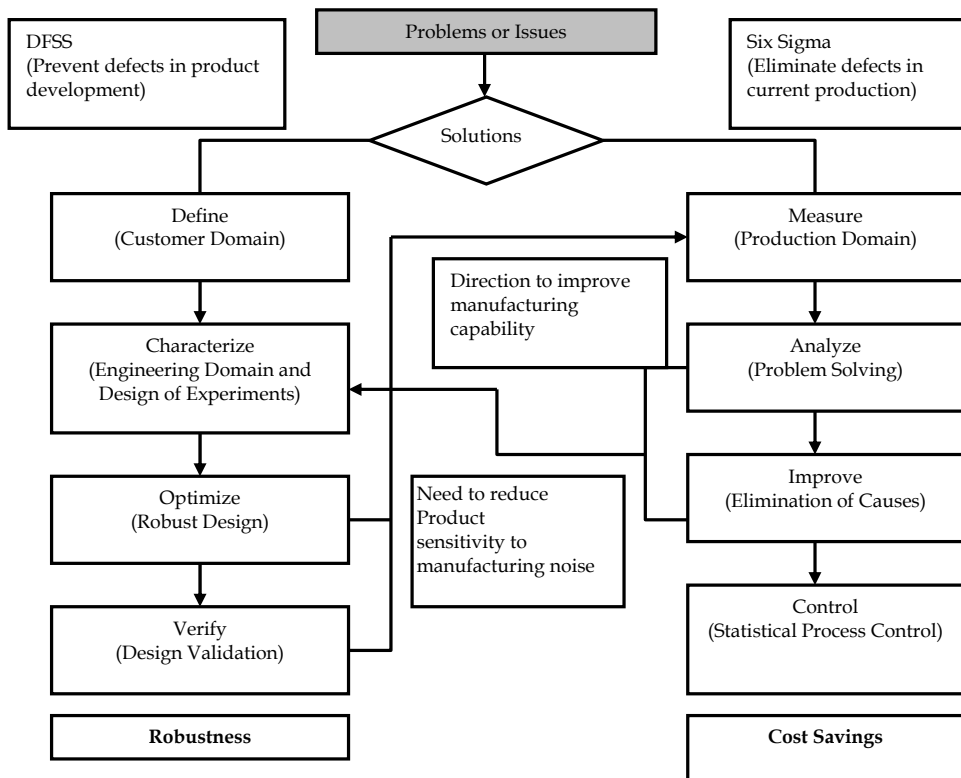 DFSS
(Prevent defects in product
development)
Problems or Issues
Six Sigma
(Eliminate defects in
current production)
Solutions
Define
(Customer Domain)
Measure
(Production Domain)
Direction to improve
manufacturing
capability
Characterize
(Engineering Domain and
Design of Experiments)
Analyze
(Problem Solving)
Optimize
(Robust Design)
Need to reduce
Product
sensitivity to
manufacturing noise
Improve
(Elimination of Causes)
Verify
(Design Validation)
Control
(Statistical Process Control)
Robustness
Cost Savings